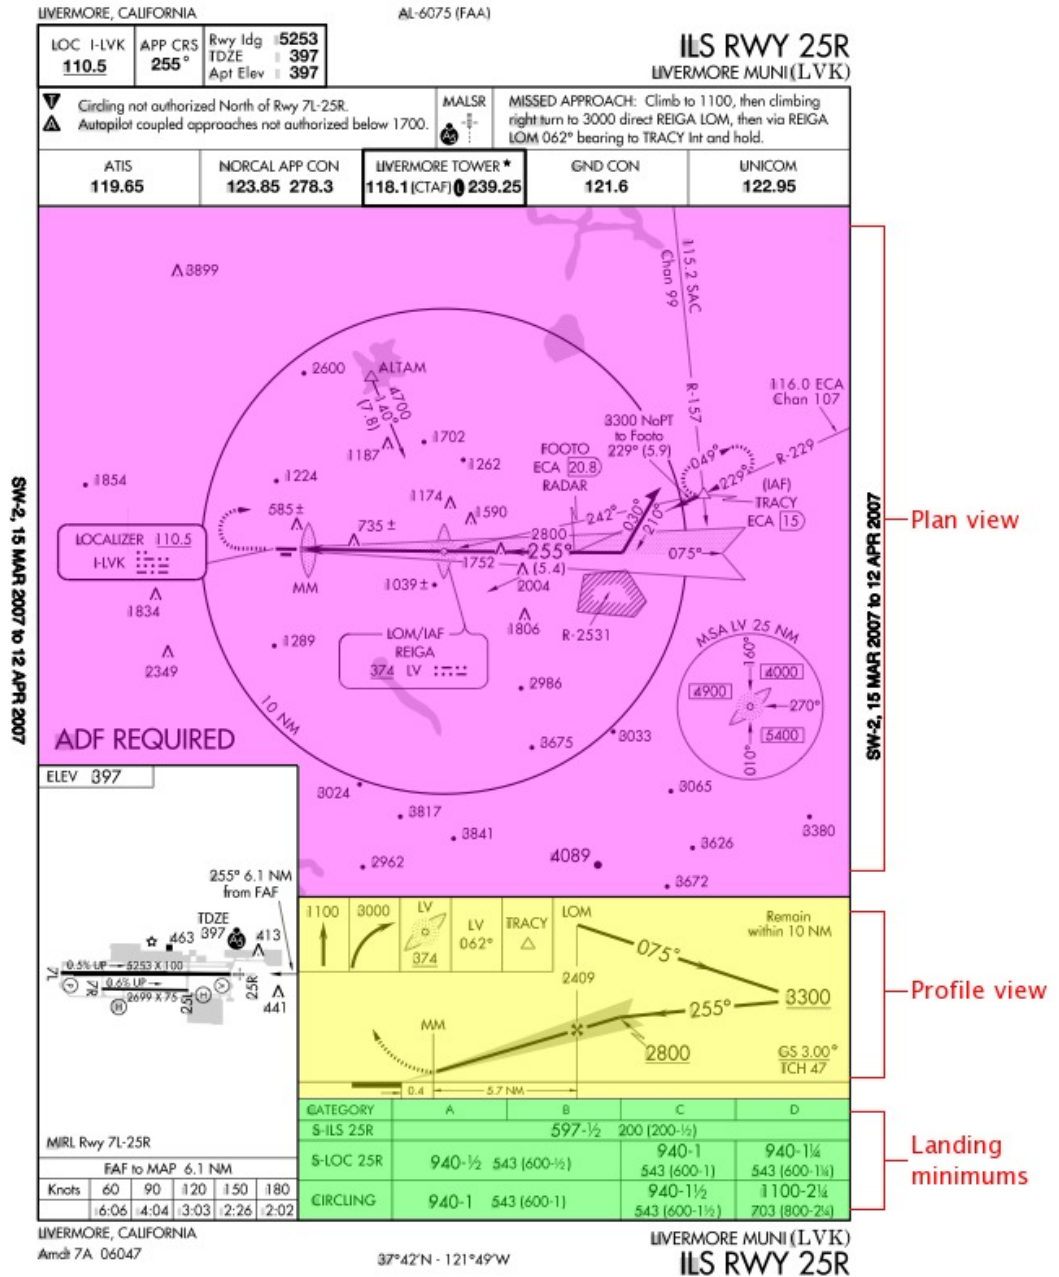 LIVERMORE, CALIFORNIA
AL-6075 (FAA)
LOC I-LVK
110.5
APP CRS
255°
Rwy ldg 5253
TDZE 397
Apt Elev 397
ILS RWY 25R
LIVERMORE MUNI (LVK)
T
A
Circling not authorized North of Rwy 7L-25R.
Autopilot coupled approaches not authorized below 1700.
MALSR
A5
MISSED APPROACH: Climb to 1100, then climbing
right turn to 3000 direct REIGA LOM, then via REIGA
LOM 062° bearing to TRACY Int and hold.
ATIS
119.65
NORCAL APP CON
123.85 278.3
LIVERMORE TOWER★
118.1 (CTAF) L 239.25
GND CON
121.6
UNICOM
122.95
3899
115.2 SAC
Chan 99
R-157
2600
ALTAM
4700
140°
(7.8)
1702
1187
1262
1224
1854
1174
1590
585±
735±
3300 NoPT
to Footo
229° (5.9)
FOOTO
ECA 20.8
RADAR
116.0 ECA
Chan 107
R-229
049°
229°
(IAF)
TRACY
ECA 15
242°
030°
210°
2800
255°
(5.4)
075°
LOCALIZER 110.5
I-LVK
MM
1752
1039±
2004
1806
R-2531
1834
1289
2349
LOM/IAF
REIGA
374 LV
MSA LV 25 NM
160°
4000
4900
270°
5400
010°
2986
10 NM
3675
3033
ADF REQUIRED
3024
3817
3841
2962
4089
3065
3380
3626
3672
SW-2, 15 MAR 2007 to 12 APR 2007
SW-2, 15 MAR 2007 to 12 APR 2007
Plan view
ELEV 397
255° 6.1 NM
from FAF
TDZE
397
A5
463
413
0.5% UP
5253 X 100
7L
7R
0.6% UP
2699 X 75
25L
25R
441
H
H
MIRL Rwy 7L-25R
FAF to MAP 6.1 NM
Knots 60 90 120 150 180
6:06 4:04 3:03 2:26 2:02
1100
3000
LV
374
LV
062°
TRACY
LOM
2409
Remain
within 10 NM
075°
3300
255°
2800
MM
GS 3.00°
TCH 47
0.4
5.7 NM
Profile view
CATEGORY A B C D
S-ILS 25R 597-½ 200 (200-½)
S-LOC 25R 940-½ 543 (600-½) 940-1 543 (600-1) 940-1¼ 543 (600-1¼)
CIRCLING 940-1 543 (600-1) 940-1½ 543 (600-1½) 1100-2¼ 703 (800-2¼)
Landing
minimums
LIVERMORE, CALIFORNIA
Amdt 7A 06047
37°42'N - 121°49'W
LIVERMORE MUNI (LVK)
ILS RWY 25R